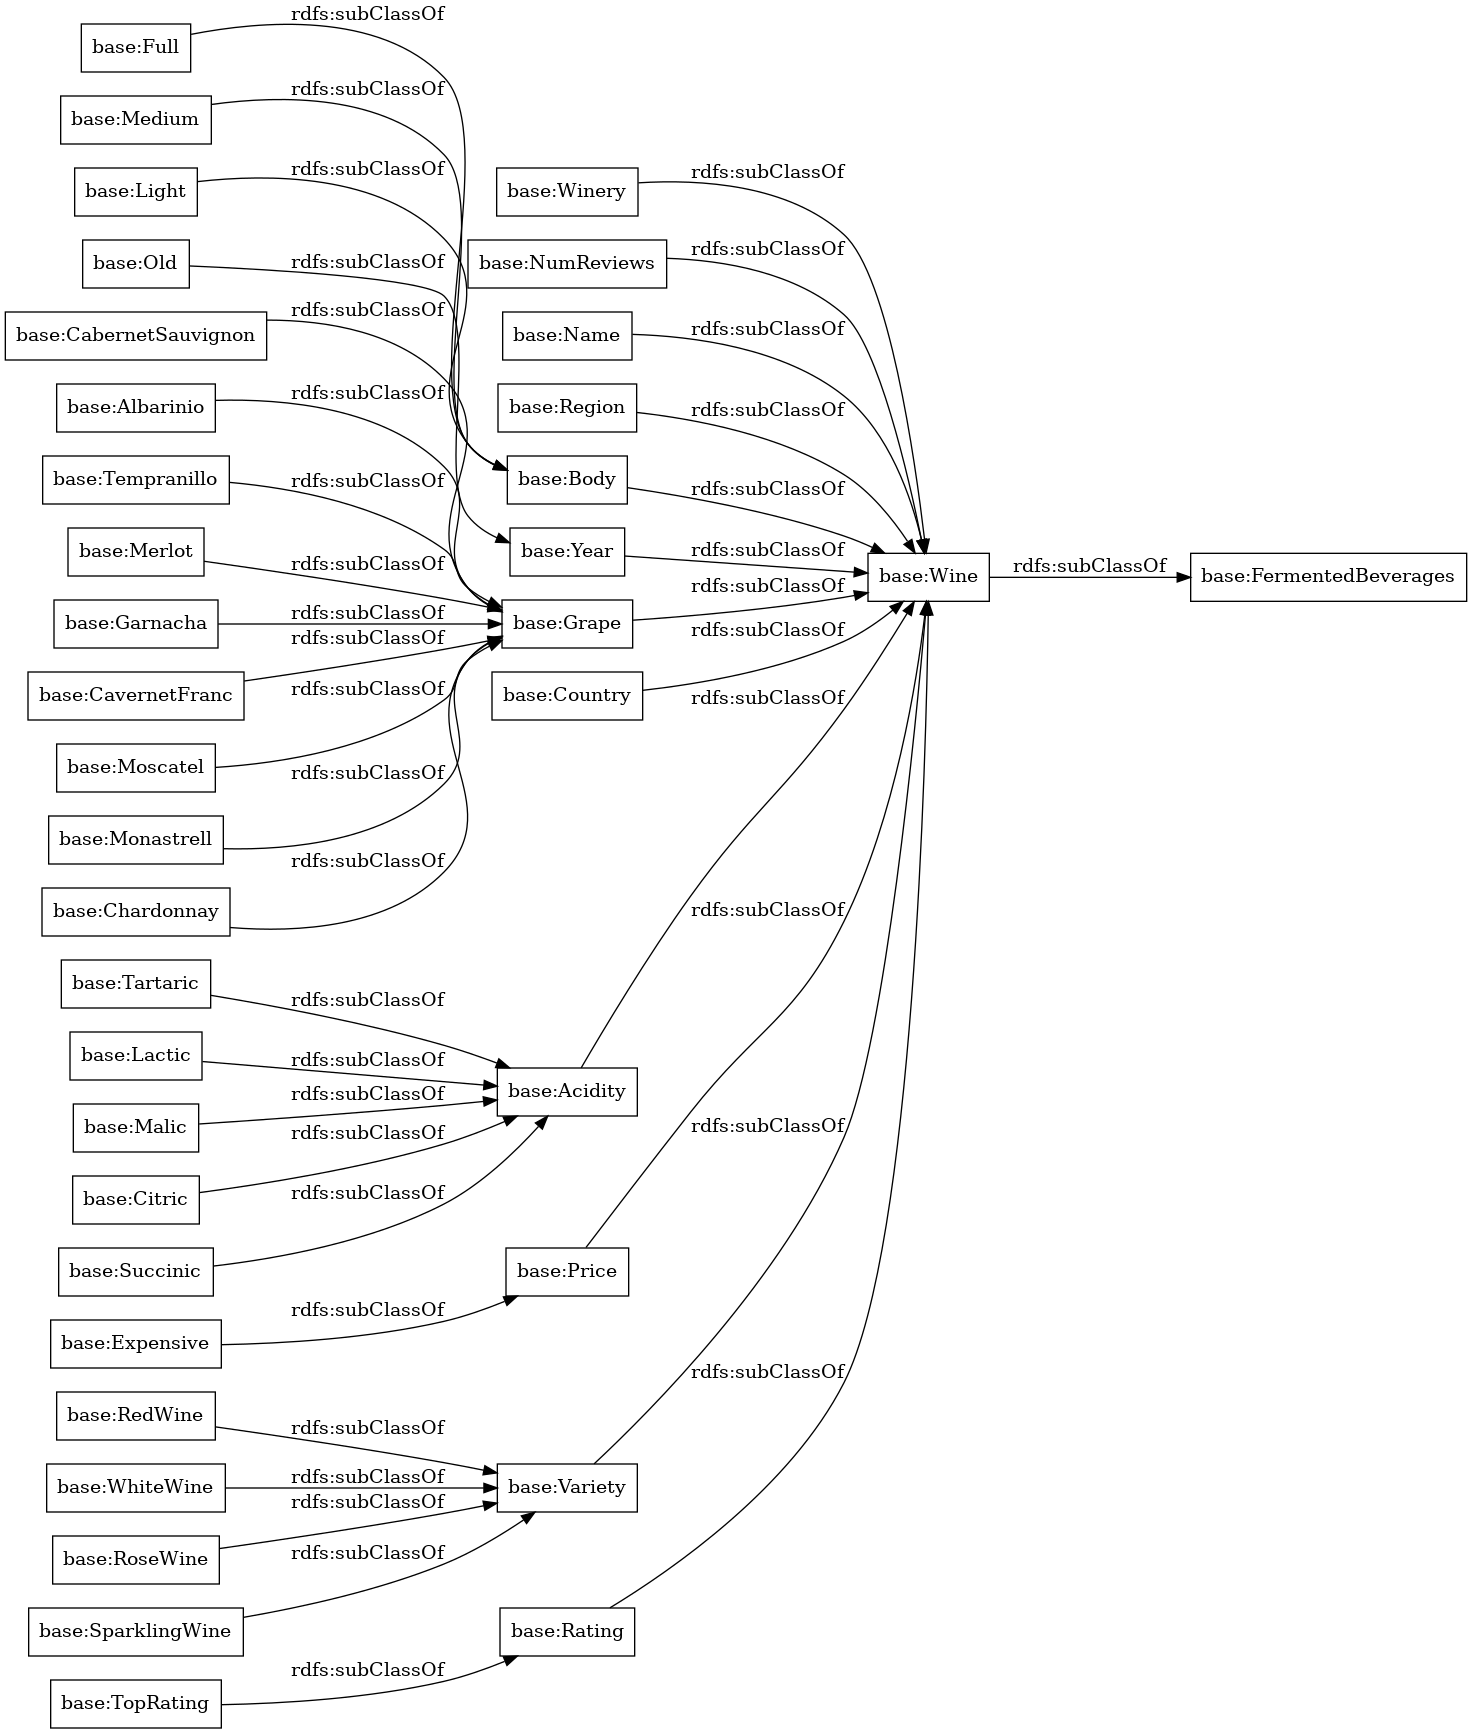 base:Full
rdfs:subClassOf
base:Medium
rdfs:subClassOf
base:Light
rdfs:subClassOf
base:Old
rdfs:subClassOf
base:CabernetSauvignon
rdfs:subClassOf
base:Albarinio
rdfs:subClassOf
base:Tempranillo
rdfs:subClassOf
base:Merlot
rdfs:subClassOf
base:Garnacha
rdfs:subClassOf
base:CavernetFranc
rdfs:subClassOf
base:Moscatel
rdfs:subClassOf
base:Monastrell
rdfs:subClassOf
base:Chardonnay
rdfs:subClassOf
base:Tartaric
rdfs:subClassOf
base:Lactic
rdfs:subClassOf
base:Malic
rdfs:subClassOf
base:Citric
rdfs:subClassOf
base:Succinic
rdfs:subClassOf
base:Expensive
rdfs:subClassOf
base:RedWine
rdfs:subClassOf
base:WhiteWine
rdfs:subClassOf
base:RoseWine
rdfs:subClassOf
base:SparklingWine
rdfs:subClassOf
base:TopRating
rdfs:subClassOf
base:Winery
rdfs:subClassOf
base:NumReviews
rdfs:subClassOf
base:Name
rdfs:subClassOf
base:Region
rdfs:subClassOf
base:Body
rdfs:subClassOf
base:Year
rdfs:subClassOf
base:Grape
rdfs:subClassOf
base:Country
rdfs:subClassOf
base:Acidity
rdfs:subClassOf
base:Price
rdfs:subClassOf
base:Variety
rdfs:subClassOf
base:Rating
rdfs:subClassOf
base:Wine
rdfs:subClassOf
base:FermentedBeverages